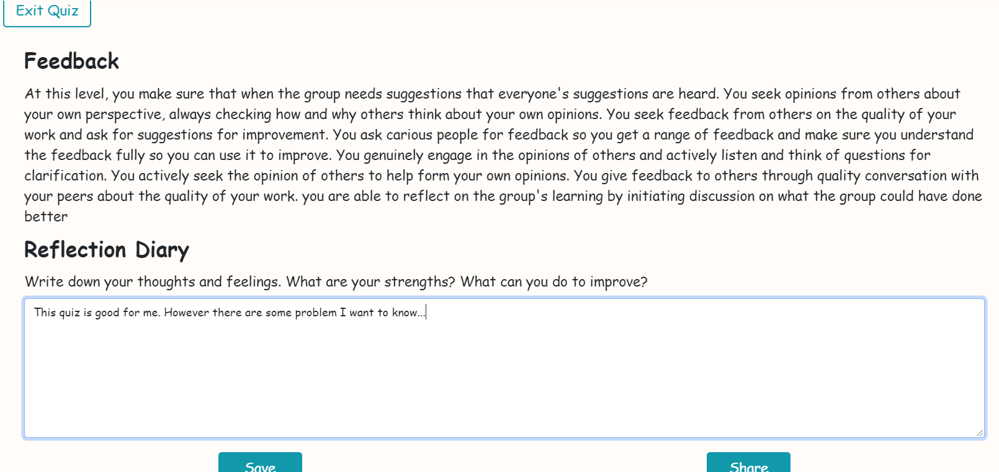 Exit Quiz
Feedback
At this level, you make sure that when the group needs suggestions that everyone's suggestions are heard. You seek opinions from others about
your own perspective, always checking how and why others think about your own opinions. You seek feedback from others on the quality of your
work and ask for suggestions for improvement. You ask carious people for feedback so you get a range of feedback and make sure you understand
the feedback fully so you can use it to improve. You genuinely engage in the opinions of others and actively listen and think of questions for
clarification. You actively seek the opinion of others to help form your own opinions. You give feedback to others through quality conversation with
your peers about the quality of your work. you are able to reflect on the group's learning by initiating discussion on what the group could have done
better
Reflection Diary
Write down your thoughts and feelings. What are your strengths? What can you do to improve?
This quiz is good for me. However there are some problem I want to know...
Save
Share